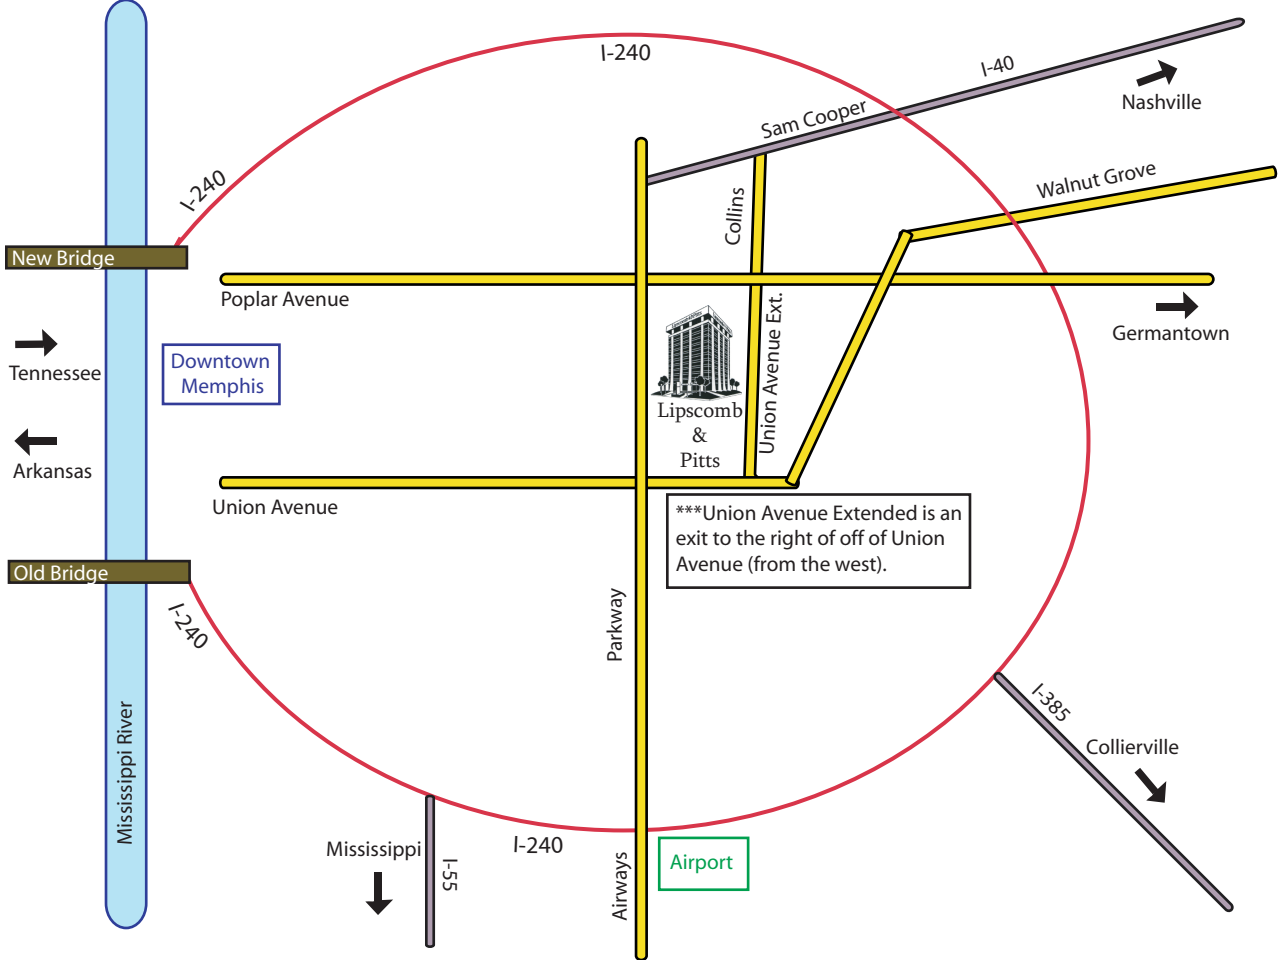 I-240
I-40
Nashville
Sam Cooper
I-240
Walnut Grove
Collins
New Bridge
Poplar Avenue
Germantown
Tennessee
Downtown
Memphis
Union Avenue Ext.
Lipscomb
&
Pitts
Arkansas
Union Avenue
***Union Avenue Extended is an
exit to the right of off of Union
Avenue (from the west).
Old Bridge
I-240
Parkway
I-385
Collierville
Mississippi River
Mississippi
I-55
I-240
Airways
Airport